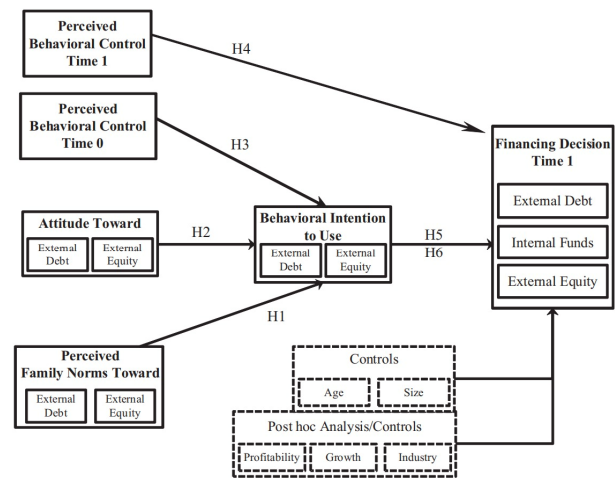 Perceived
Behavioral Control
Time 1
H4
Perceived
Behavioral Control
Time 0
H3
Financing Decision
Time 1
External Debt
Internal Funds
External Equity
Attitude Toward
External
Debt
External
Equity
H2
Behavioral Intention
to Use
External
Debt
External
Equity
H5
H6
H1
Perceived
Family Norms Toward
External
Debt
External
Equity
Controls
Age
Size
Post hoc Analysis/Controls
Profitability
Growth
Industry